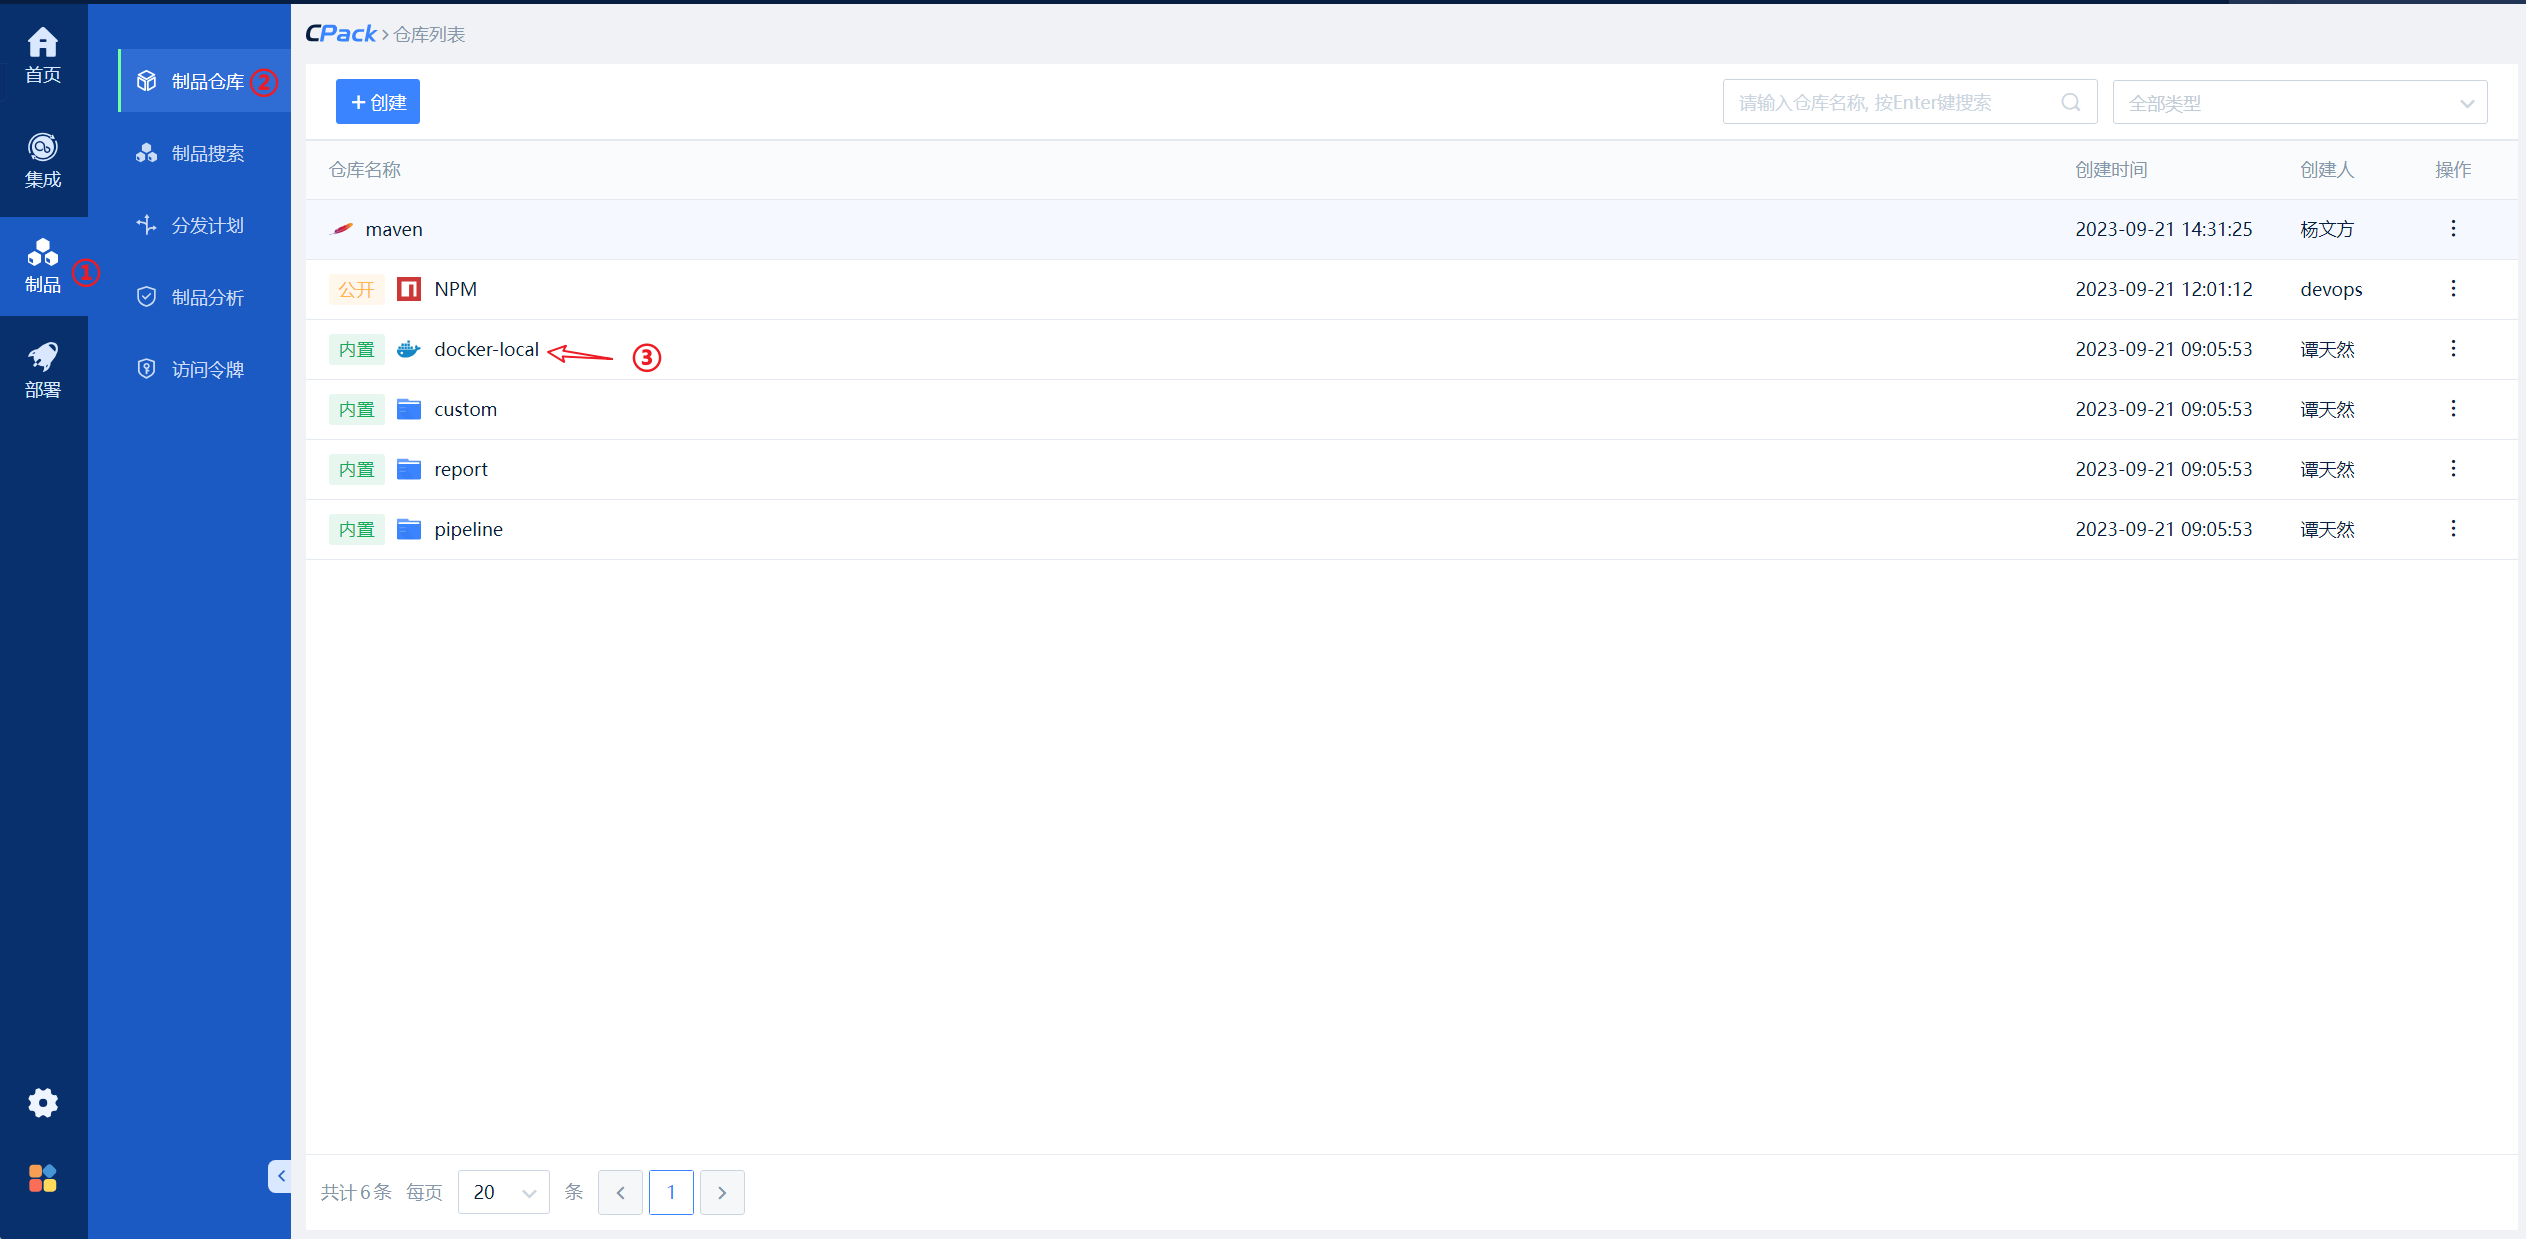 首页
集成
制品 ①
部署
制品仓库 ②
制品搜索
分发计划
制品分析
访问令牌
CPack > 仓库列表
+ 创建
请输入仓库名称, 按Enter键搜索
全部类型
仓库名称 创建时间 创建人 操作
maven 2023-09-21 14:31:25 杨文方
公开 NPM 2023-09-21 12:01:12 devops
内置 docker-local ③ 2023-09-21 09:05:53 谭天然
内置 custom 2023-09-21 09:05:53 谭天然
内置 report 2023-09-21 09:05:53 谭天然
内置 pipeline 2023-09-21 09:05:53 谭天然
共计6条 每页 20 条 < 1 >